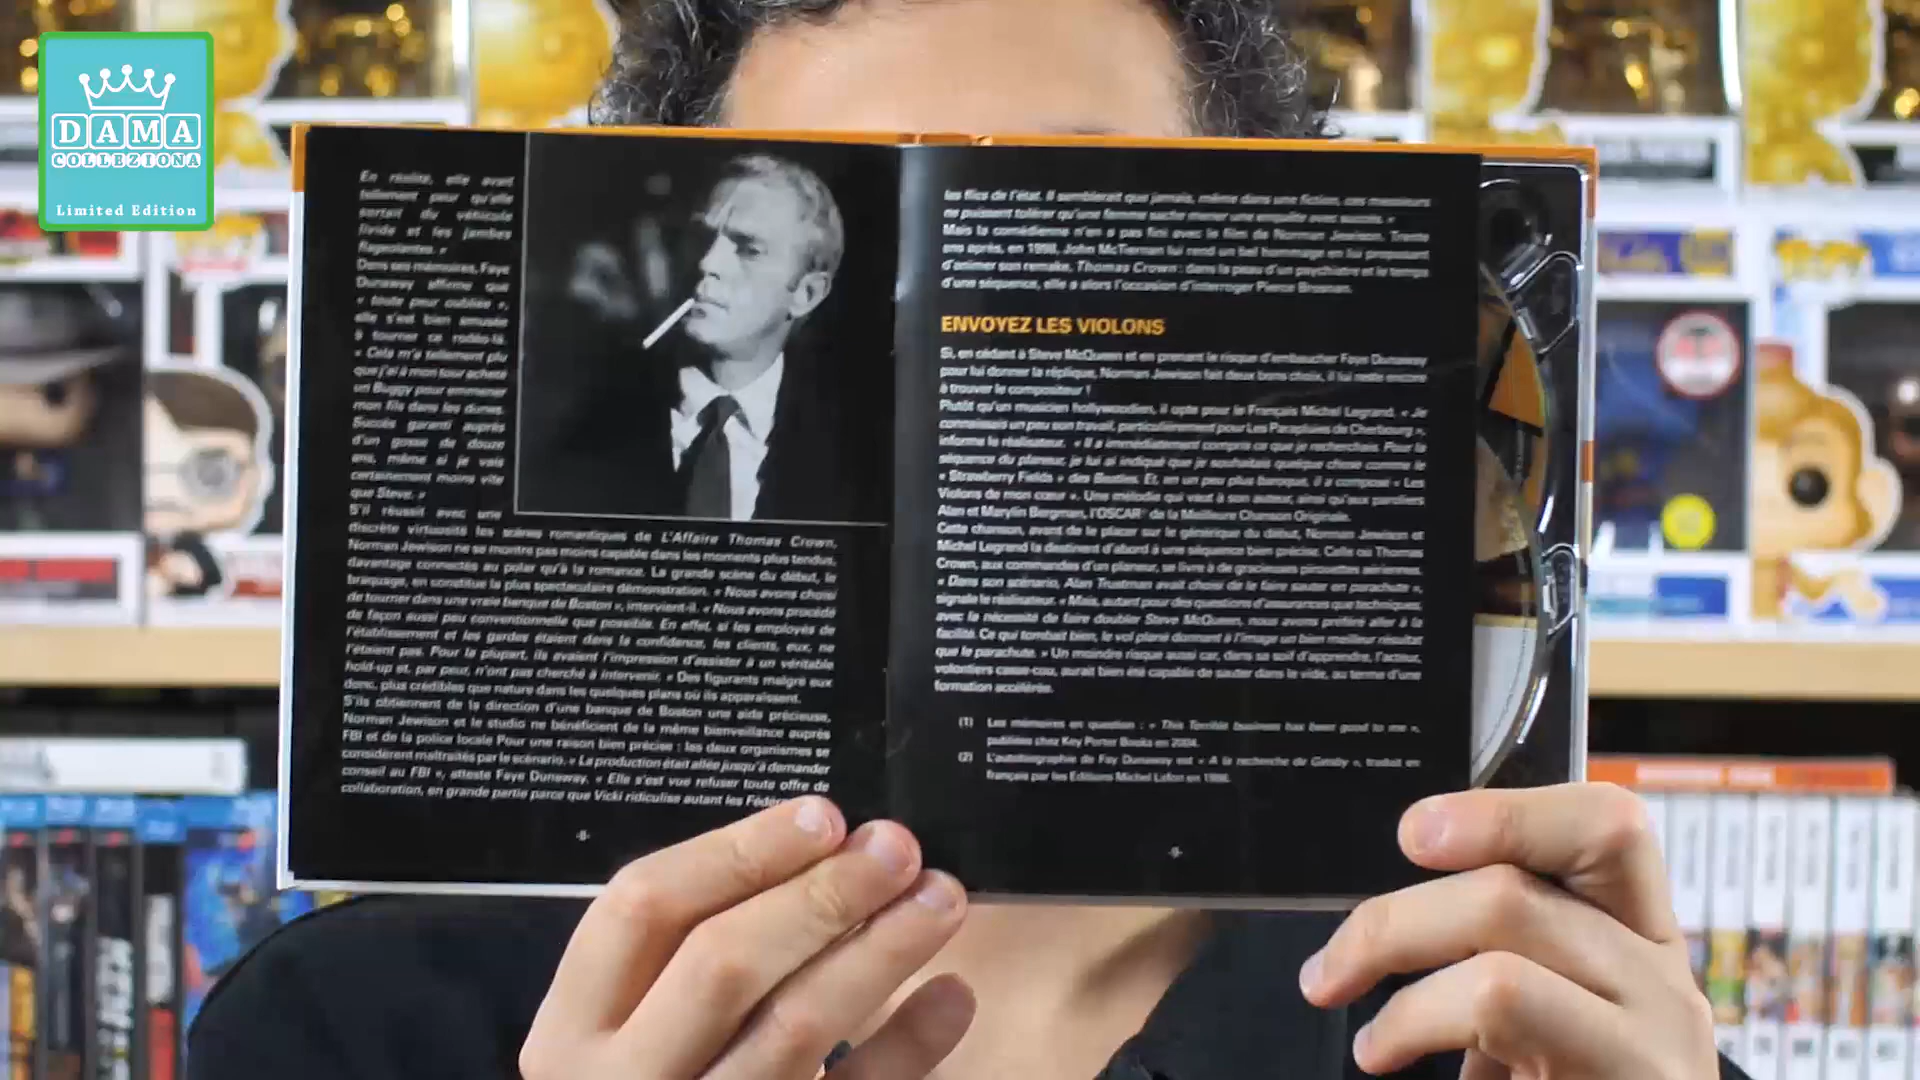 DAMA
COLLEZIONA
Limited Edition
En réalité, elle avait
tellement peur qu'elle
sortait du véhicule
livide et les jambes
flageolantes. »
Dans ses mémoires, Faye
Dunaway affirme que
« toute peur oubliée »,
elle s'est bien amusée
à tourner ce rodéo-là.
« Cela m'a tellement plu
que j'ai à mon tour acheté
un Buggy pour emmener
mon fils dans les dunes.
Succès garanti auprès
d'un gosse de douze
ans, même si je vais
certainement moins vite
que Steve. »
S'il réussit avec une
discrète virtuosité les scènes romantiques de L'Affaire Thomas Crown,
Norman Jewison ne se montre pas moins capable dans les moments plus tendus,
davantage connectés au polar qu'à la romance. La grande scène du début, le
braquage, en constitue la plus spectaculaire démonstration. « Nous avons choisi
de tourner dans une vraie banque de Boston », intervient-il. « Nous avons procédé
de façon aussi peu conventionnelle que possible. En effet, si les employés de
l'établissement et les gardes étaient dans la confidence, les clients, eux, ne
l'étaient pas. Pour la plupart, ils avaient l'impression d'assister à un véritable
hold-up et, par peur, n'ont pas cherché à intervenir. » Des figurants malgré eux
donc, plus crédibles que nature dans les quelques plans où ils apparaissent.
S'ils obtiennent de la direction d'une banque de Boston une aide précieuse,
Norman Jewison et le studio ne bénéficient de la même bienveillance auprès
FBI et de la police locale Pour une raison bien précise : les deux organismes se
considèrent maltraités par le scénario. « La production était allée jusqu'à demander
conseil au FBI », atteste Faye Dunaway. « Elle s'est vue refuser toute offre de
collaboration, en grande partie parce que Vicki ridiculise autant les Fédér
-8-
les flics de l'état. Il semblerait que jamais, même dans une fiction, ces messieurs
ne puissent tolérer qu'une femme sache mener une enquête avec succès. »
Mais la comédienne n'en a pas fini avec le film de Norman Jewison. Trente
ans après, en 1998, John McTiernan lui rend un bel hommage en lui proposant
d'animer son remake, Thomas Crown : dans la peau d'un psychiatre et le temps
d'une séquence, elle a alors l'occasion d'interroger Pierce Brosnan.
ENVOYEZ LES VIOLONS
Si, en cédant à Steve McQueen et en prenant le risque d'embaucher Faye Dunaway
pour lui donner la réplique, Norman Jewison fait deux bons choix, il lui reste encore
à trouver le compositeur !
Plutôt qu'un musicien hollywoodien, il opte pour le Français Michel Legrand. « Je
connaissais un peu son travail, particulièrement pour Les Parapluies de Cherbourg »,
informe le réalisateur. « Il a immédiatement compris ce que je recherchais. Pour la
séquence du planeur, je lui ai indiqué que je souhaitais quelque chose comme le
« Strawberry Fields » des Beatles. Et, en un peu plus baroque, il a composé « Les
Violons de mon cœur ». Une mélodie qui vaut à son auteur, ainsi qu'aux paroliers
Alan et Marylin Bergman, l'OSCAR® de la Meilleure Chanson Originale.
Cette chanson, avant de la placer sur le générique du début, Norman Jewison et
Michel Legrand la destinent d'abord à une séquence bien précise. Celle où Thomas
Crown, aux commandes d'un planeur, se livre à de gracieuses pirouettes aériennes.
« Dans son scénario, Alan Trustman avait choisi de le faire sauter en parachute »,
signale le réalisateur. « Mais, autant pour des questions d'assurances que techniques,
avec la nécessité de faire doubler Steve McQueen, nous avons préféré aller à la
facilité. Ce qui tombait bien, le vol plané donnant à l'image un bien meilleur résultat
que le parachute. » Un moindre risque aussi car, dans sa soif d'apprendre, l'acteur,
volontiers casse-cou, aurait bien été capable de sauter dans le vide, au terme d'une
formation accélérée.
(1) Les mémoires en question : « This Terrible business has been good to me »,
publiées chez Key Porter Books en 2004.
(2) L'autobiographie de Fay Dunaway est « A la recherche de Gatsby », traduit en
français par les Editions Michel Lafon en 1998.
-9-